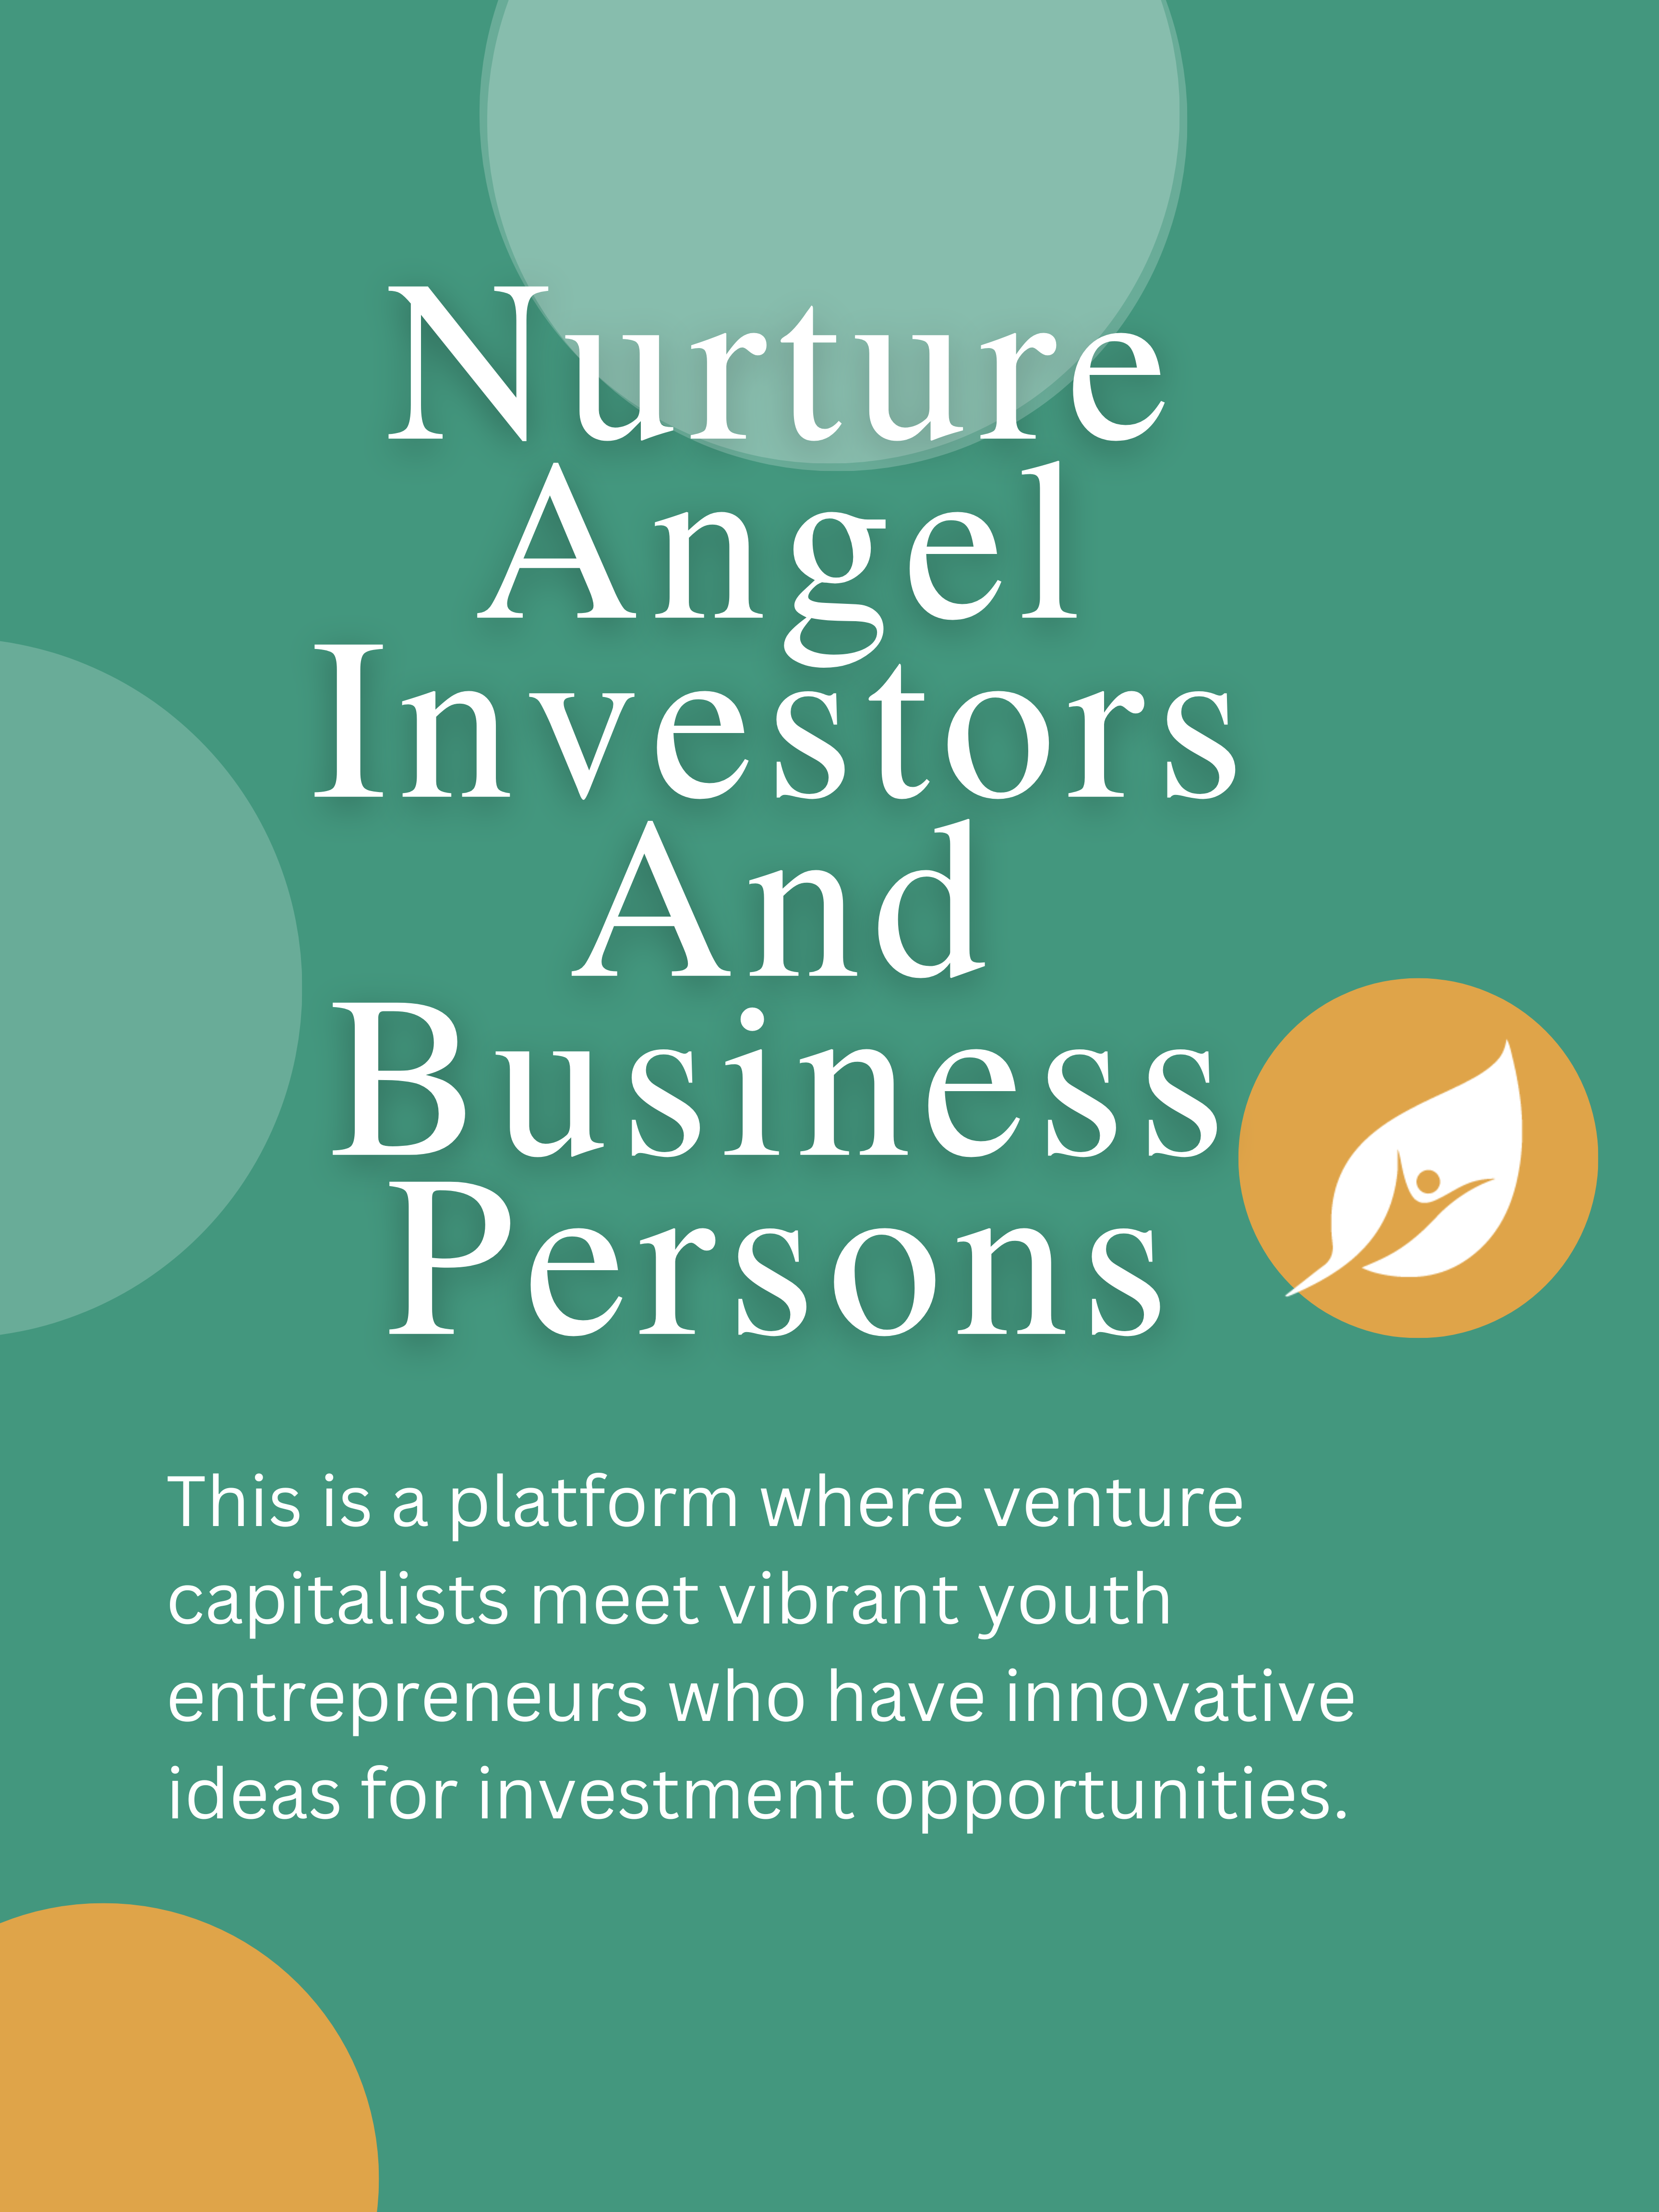 Nurture
Angel
Investors
And
Business
Persons
This is a platform where venture
capitalists meet vibrant youth
entrepreneurs who have innovative
ideas for investment opportunities.